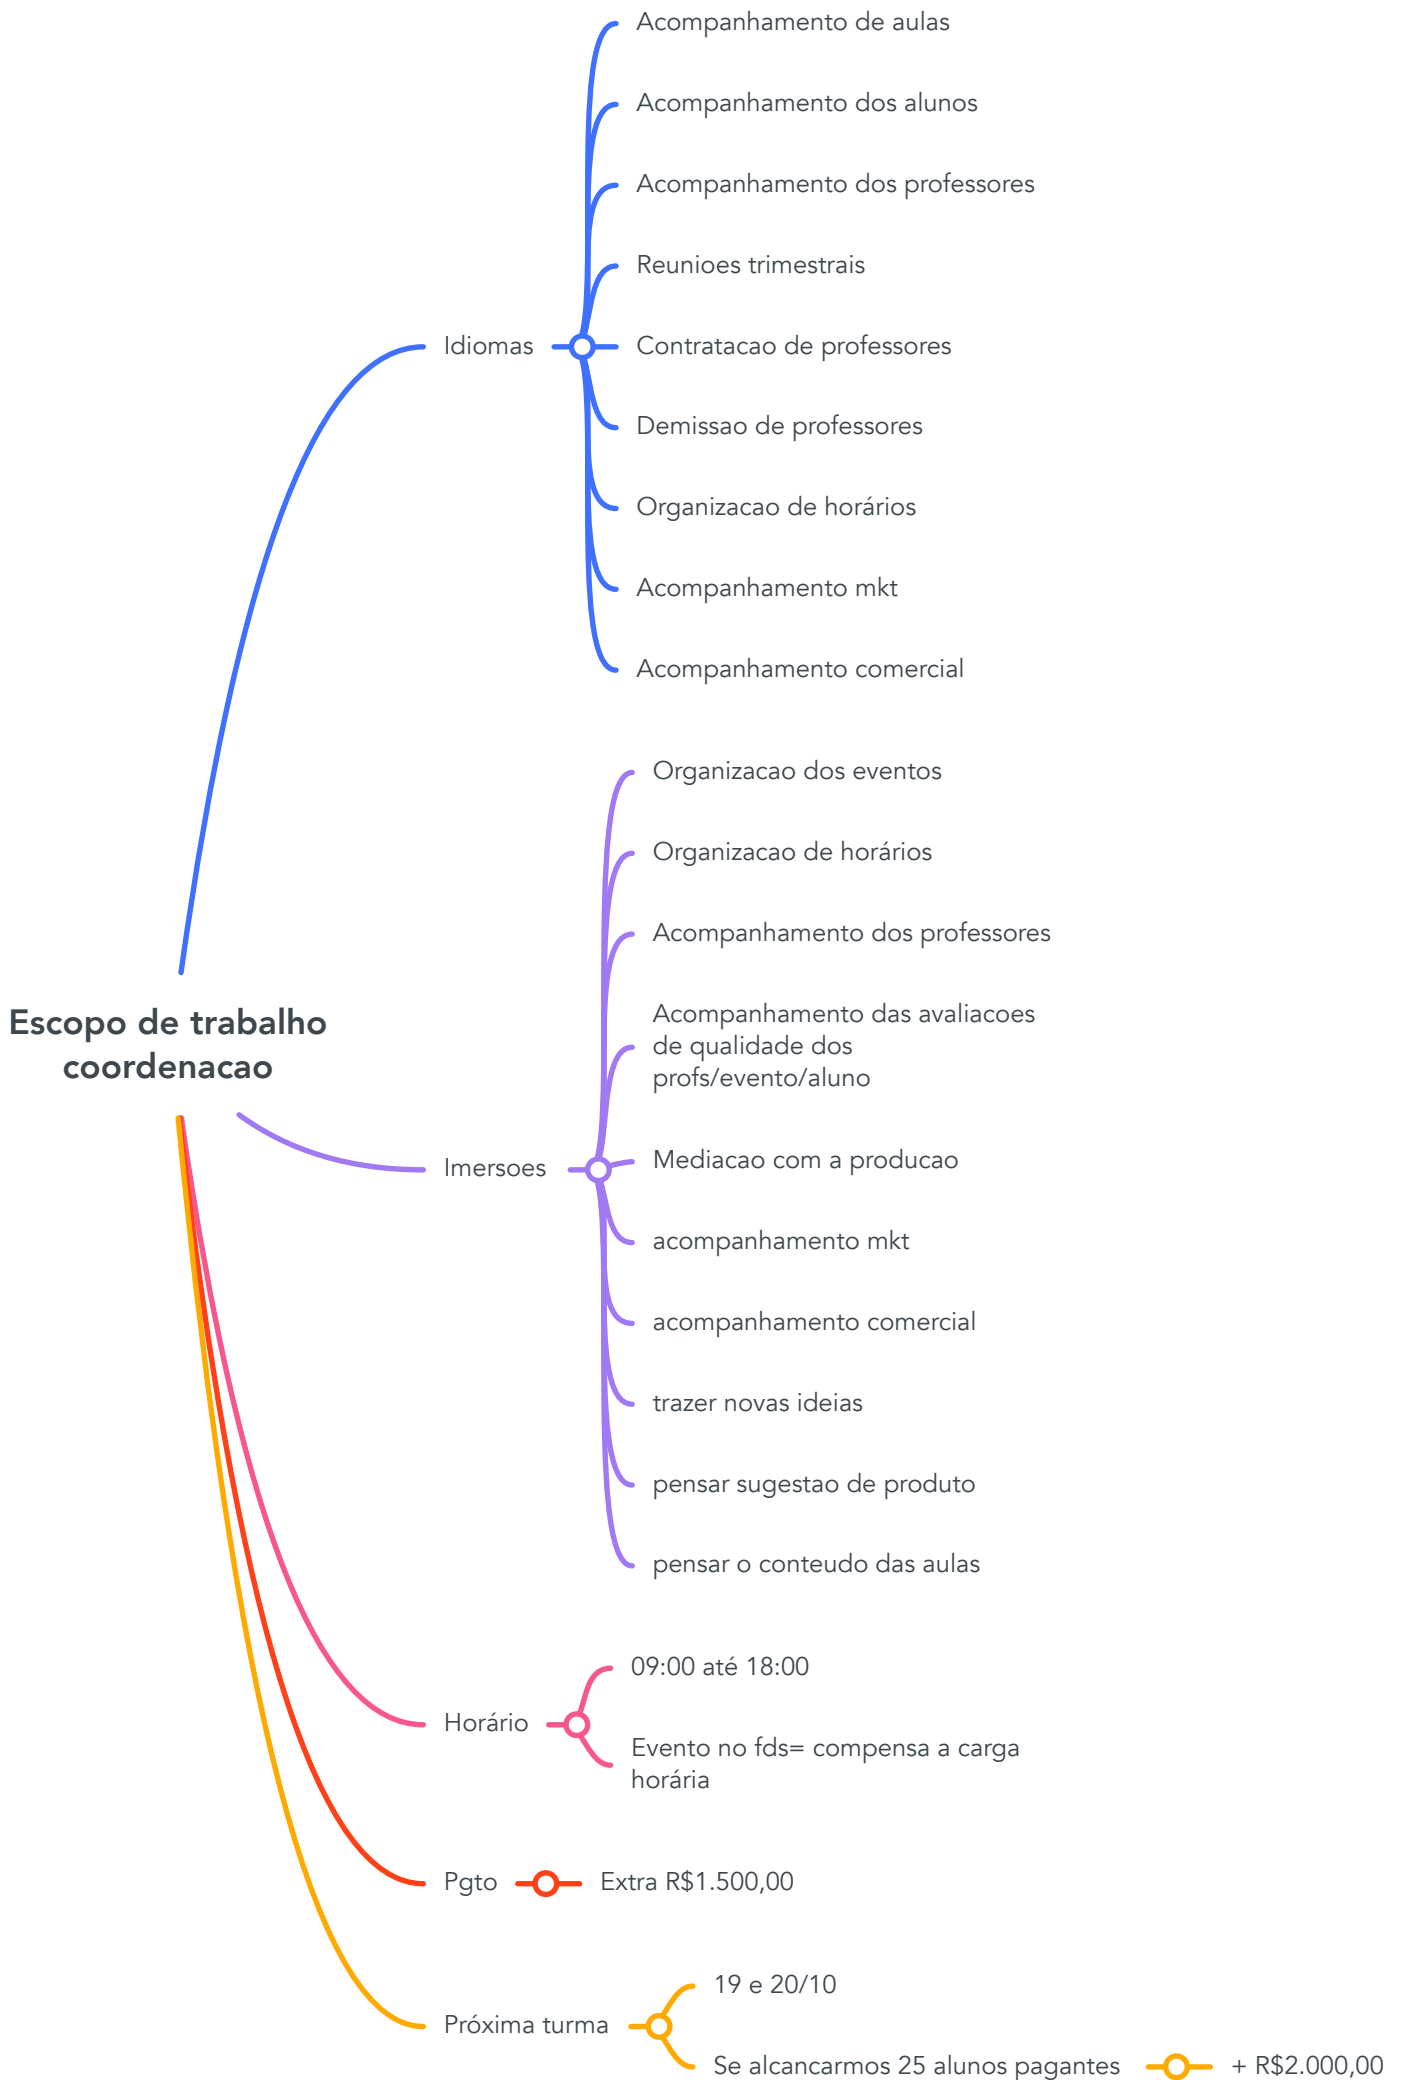 Escopo de trabalho
coordenacao
Idiomas
Acompanhamento de aulas
Acompanhamento dos alunos
Acompanhamento dos professores
Reunioes trimestrais
Contratacao de professores
Demissao de professores
Organizacao de horários
Acompanhamento mkt
Acompanhamento comercial
Imersoes
Organizacao dos eventos
Organizacao de horários
Acompanhamento dos professores
Acompanhamento das avaliacoes
de qualidade dos
profs/evento/aluno
Mediacao com a producao
acompanhamento mkt
acompanhamento comercial
trazer novas ideias
pensar sugestao de produto
pensar o conteudo das aulas
Horário
09:00 até 18:00
Evento no fds= compensa a carga
horária
Pgto
Extra R$1.500,00
Próxima turma
19 e 20/10
Se alcancarmos 25 alunos pagantes
+ R$2.000,00